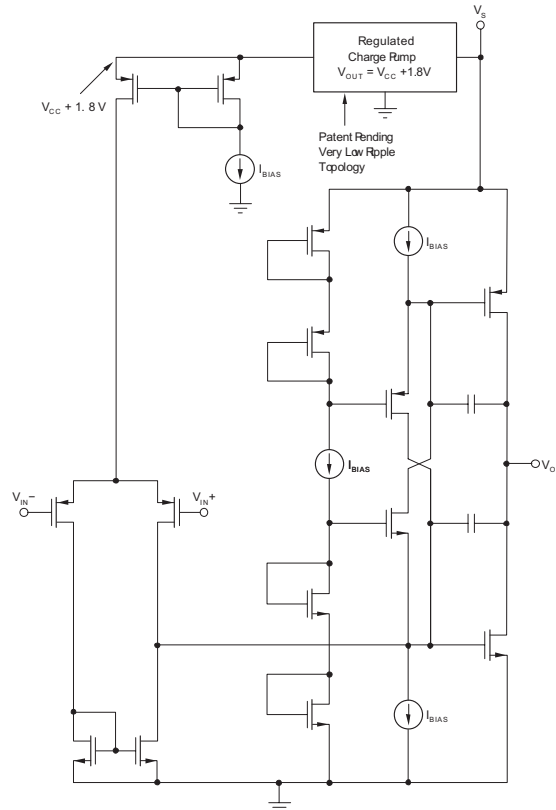 V_S
Regulated
Charge Pump
V_OUT = V_CC +1.8V
V_CC + 1. 8 V
Patent Pending
Very Low Ripple
Topology
I_BIAS
I_BIAS
I_BIAS
V_O
V_IN−
V_IN+
I_BIAS